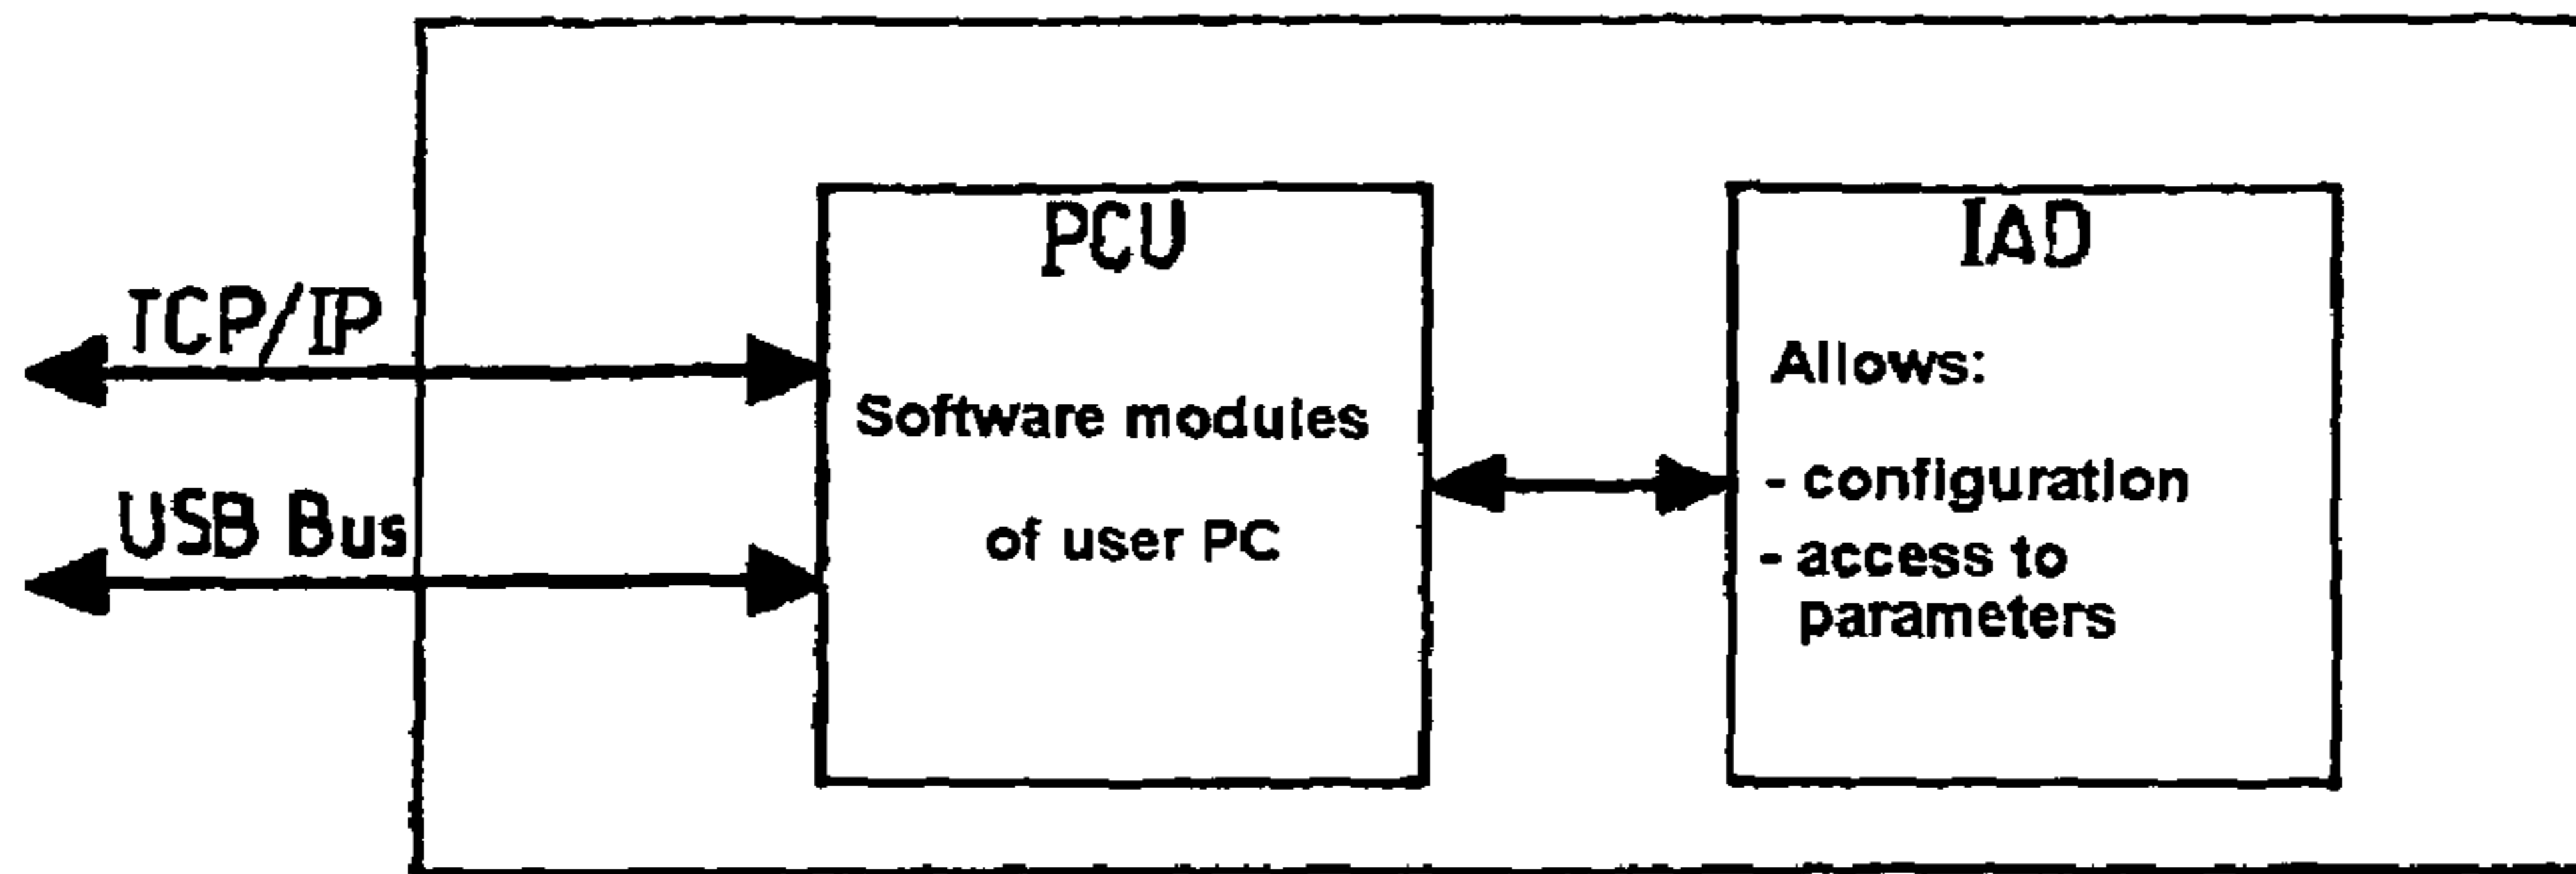 TCP/IP
USB Bus
PCU
Software modules
of user PC
IAD
Allows:
- configuration
- access to
parameters